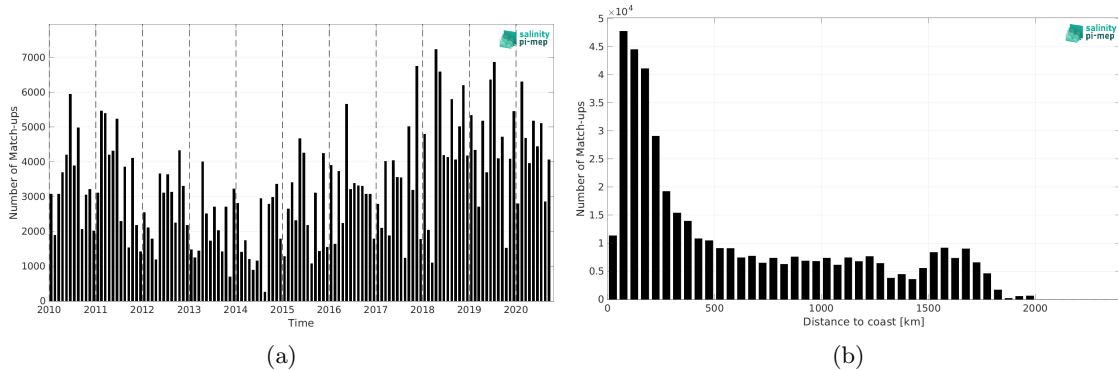 salinity
pi-mep
7000
6000
5000
4000
3000
2000
1000
0
Number of Match-ups
2010 2011 2012 2013 2014 2015 2016 2017 2018 2019 2020
Time
(a)
×10⁴
salinity
pi-mep
5
4.5
4
3.5
3
2.5
2
1.5
1
0.5
0
Number of Match-ups
0 500 1000 1500 2000
Distance to coast [km]
(b)